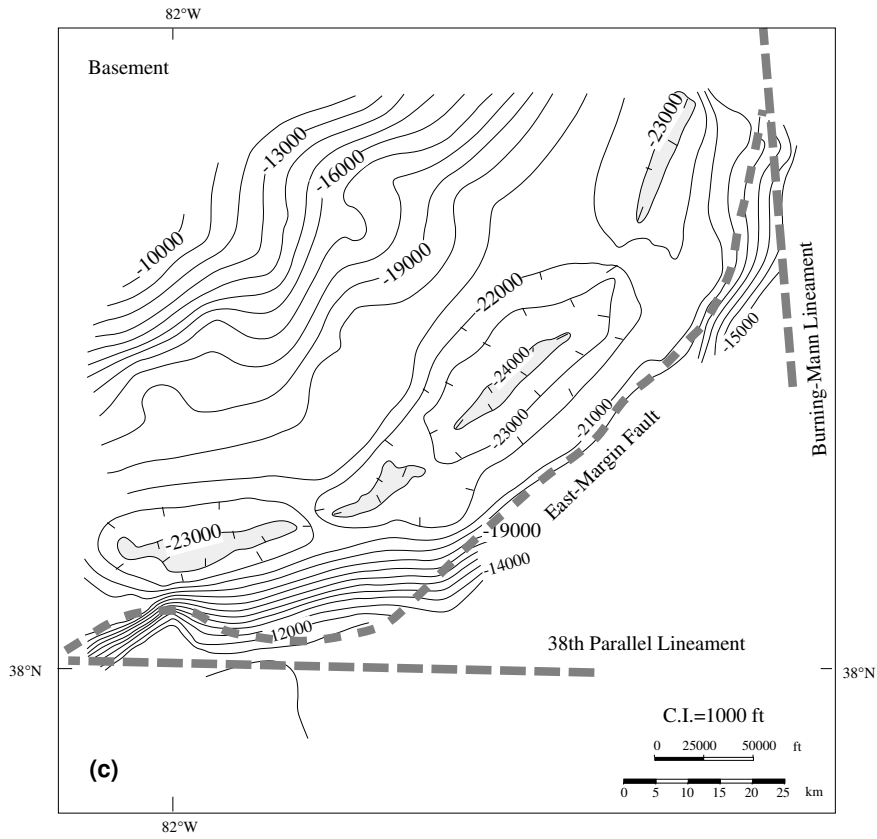 82°W
Basement
-13000
-16000
-23000
-10000
-19000
-22000
-15000
Burning-Mann Lineament
-24000
-23000
-21000
East-Margin Fault
-23000
-19000
-14000
-12000
38th Parallel Lineament
38°N
38°N
C.I.=1000 ft
0 25000 50000 ft
(c)
0 5 10 15 20 25 km
82°W